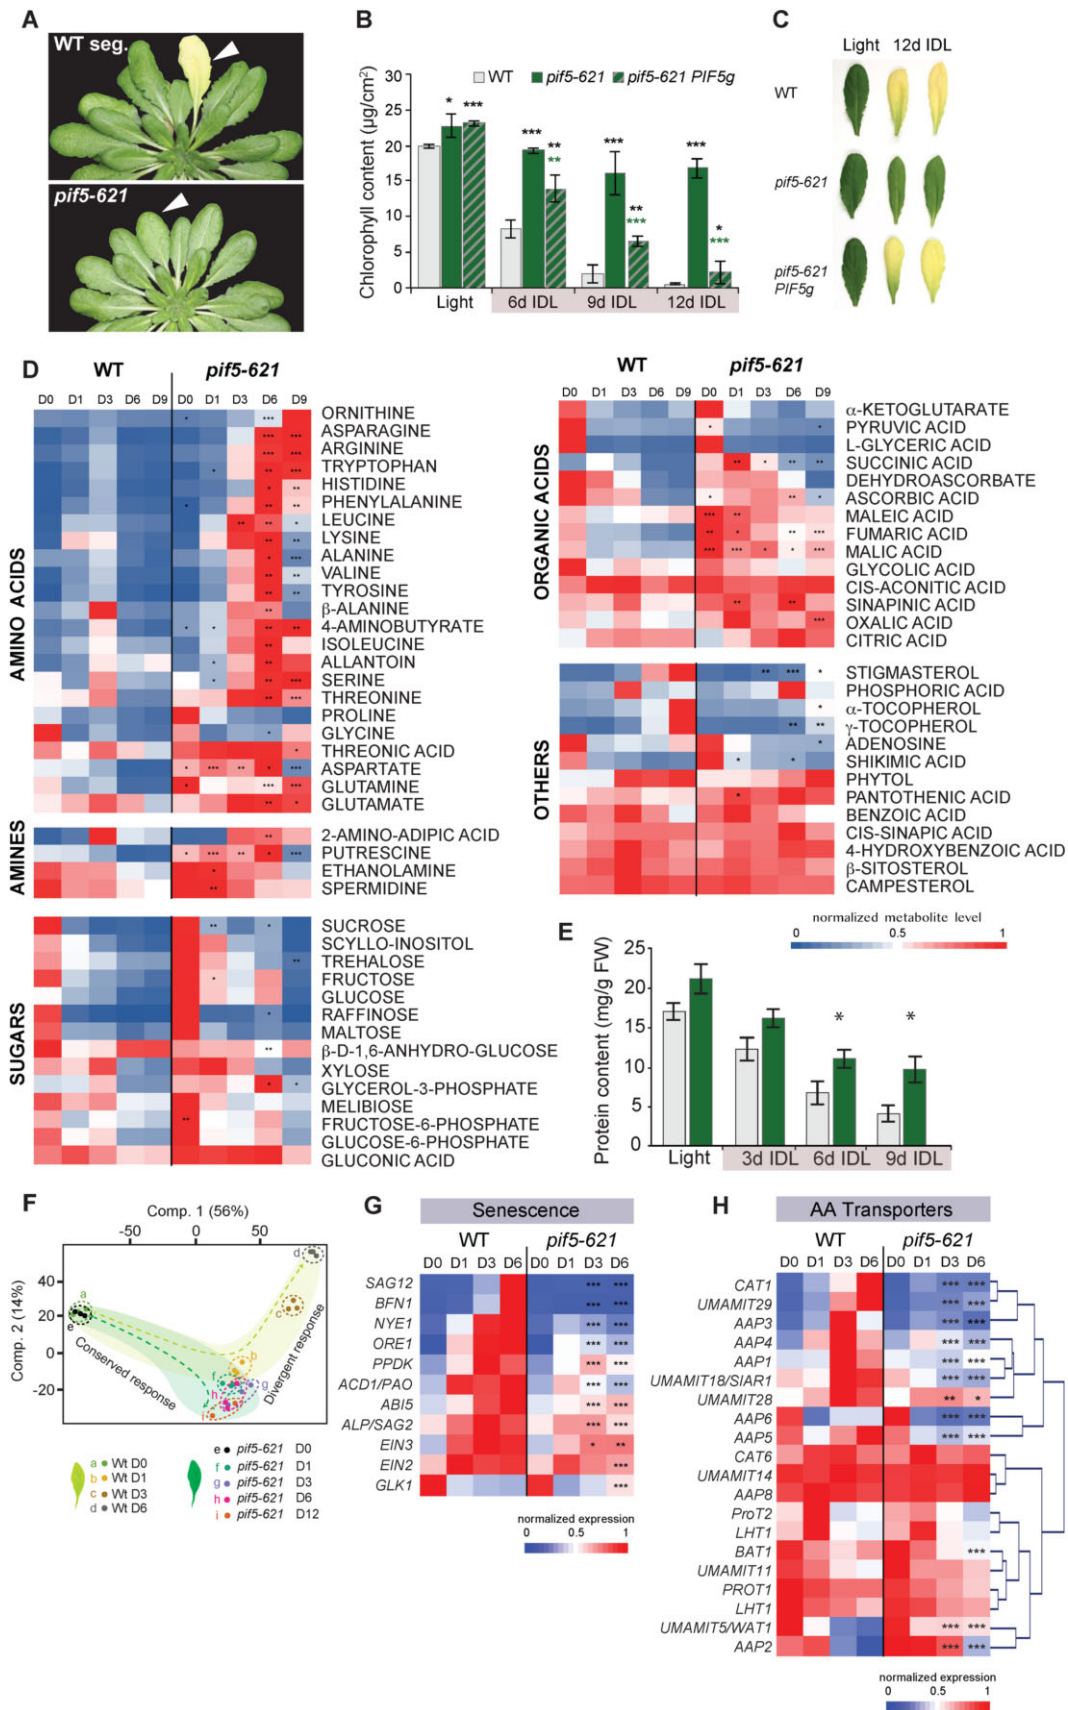 A
WT seg.
pif5-621
B
WT pif5-621 pif5-621 PIF5g
Chlorophyll content (µg/cm²)
30
25
20
15
10
5
0
* ***
*** ** **
*** ** ***
*** * ***
Light 6d IDL 9d IDL 12d IDL
C
Light 12d IDL
WT
pif5-621
pif5-621
PIF5g
D
WT pif5-621
D0 D1 D3 D6 D9 D0 D1 D3 D6 D9
AMINO ACIDS
ORNITHINE
ASPARAGINE
ARGININE
TRYPTOPHAN
HISTIDINE
PHENYLALANINE
LEUCINE
LYSINE
ALANINE
VALINE
TYROSINE
β-ALANINE
4-AMINOBUTYRATE
ISOLEUCINE
ALLANTOIN
SERINE
THREONINE
PROLINE
GLYCINE
THREONIC ACID
ASPARTATE
GLUTAMINE
GLUTAMATE
AMINES
2-AMINO-ADIPIC ACID
PUTRESCINE
ETHANOLAMINE
SPERMIDINE
SUGARS
SUCROSE
SCYLLO-INOSITOL
TREHALOSE
FRUCTOSE
GLUCOSE
RAFFINOSE
MALTOSE
β-D-1,6-ANHYDRO-GLUCOSE
XYLOSE
GLYCEROL-3-PHOSPHATE
MELIBIOSE
FRUCTOSE-6-PHOSPHATE
GLUCOSE-6-PHOSPHATE
GLUCONIC ACID
WT pif5-621
D0 D1 D3 D6 D9 D0 D1 D3 D6 D9
ORGANIC ACIDS
α-KETOGLUTARATE
PYRUVIC ACID
L-GLYCERIC ACID
SUCCINIC ACID
DEHYDROASCORBATE
ASCORBIC ACID
MALEIC ACID
FUMARIC ACID
MALIC ACID
GLYCOLIC ACID
CIS-ACONITIC ACID
SINAPINIC ACID
OXALIC ACID
CITRIC ACID
OTHERS
STIGMASTEROL
PHOSPHORIC ACID
α-TOCOPHEROL
γ-TOCOPHEROL
ADENOSINE
SHIKIMIC ACID
PHYTOL
PANTOTHENIC ACID
BENZOIC ACID
CIS-SINAPIC ACID
4-HYDROXYBENZOIC ACID
β-SITOSTEROL
CAMPESTEROL
normalized metabolite level
0 0.5 1
E
Protein content (mg/g FW)
25
20
15
10
5
0
* *
Light 3d IDL 6d IDL 9d IDL
F
Comp. 1 (56%)
-50 0 50
Comp. 2 (14%)
40
20
0
-20
a
e
d
c
b
f
g
h
i
Conserved response
Divergent response
a Wt D0
b Wt D1
c Wt D3
d Wt D6
e pif5-621 D0
f pif5-621 D1
g pif5-621 D3
h pif5-621 D6
i pif5-621 D12
G
Senescence
WT pif5-621
D0 D1 D3 D6 D0 D1 D3 D6
SAG12 *** ***
BFN1 *** ***
NYE1 *** ***
ORE1 *** ***
PPDK *** ***
ACD1/PAO *** ***
ABI5 *** ***
ALP/SAG2 *** ***
EIN3 * **
EIN2 ***
GLK1 ***
normalized expression
0 0.5 1
H
AA Transporters
WT pif5-621
D0 D1 D3 D6 D0 D1 D3 D6
CAT1 *** ***
UMAMIT29 *** ***
AAP3 *** ***
AAP4 *** ***
AAP1 *** ***
UMAMIT18/SIAR1 *** ***
UMAMIT28 ** *
AAP6 *** ***
AAP5 *** ***
CAT6
UMAMIT14
AAP8
ProT2
LHT1
BAT1 ***
UMAMIT11
PROT1
LHT1
UMAMIT5/WAT1 *** ***
AAP2 *** ***
normalized expression
0 0.5 1